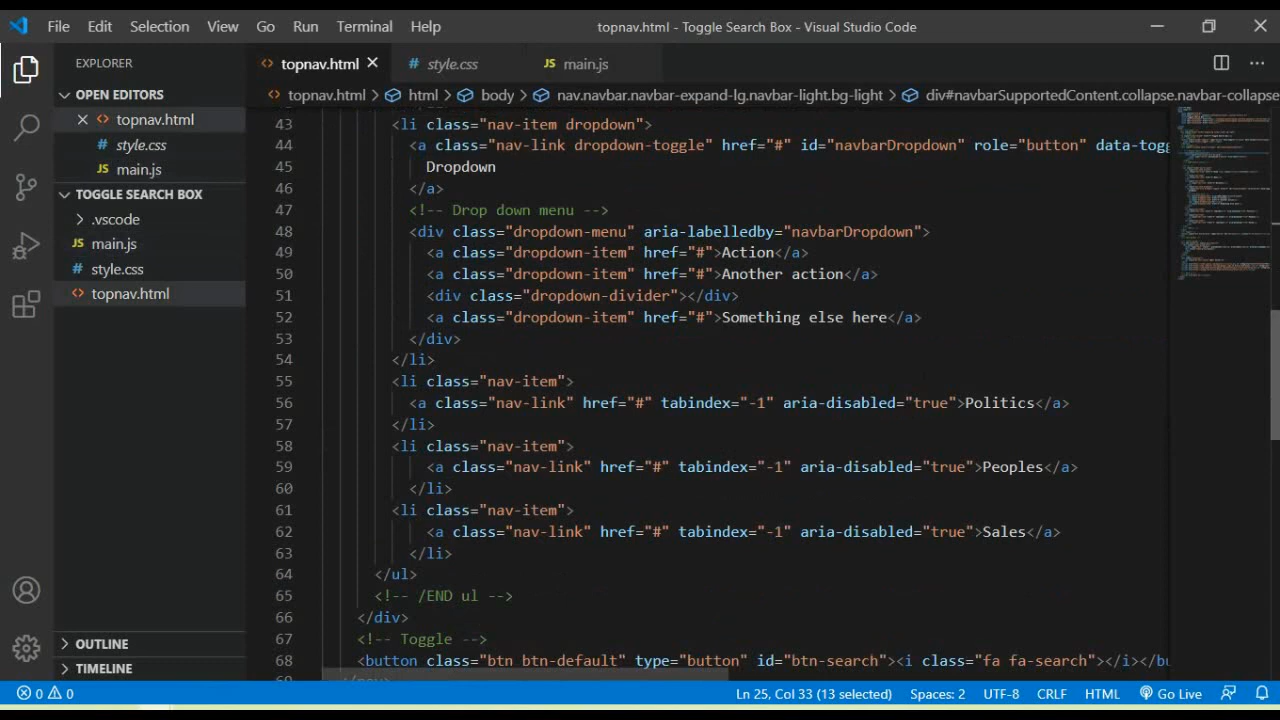 File Edit Selection View Go Run Terminal Help topnav.html - Toggle Search Box - Visual Studio Code
EXPLORER
OPEN EDITORS
topnav.html
style.css
main.js
TOGGLE SEARCH BOX
.vscode
main.js
style.css
topnav.html
OUTLINE
TIMELINE
topnav.html style.css main.js
topnav.html > html > body > nav.navbar.navbar-expand-lg.navbar-light.bg-light > div#navbarSupportedContent.collapse.navbar-collapse
43 <li class="nav-item dropdown">
44 <a class="nav-link dropdown-toggle" href="#" id="navbarDropdown" role="button" data-togg
45 Dropdown
46 </a>
47 <!-- Drop down menu -->
48 <div class="dropdown-menu" aria-labelledby="navbarDropdown">
49 <a class="dropdown-item" href="#">Action</a>
50 <a class="dropdown-item" href="#">Another action</a>
51 <div class="dropdown-divider"></div>
52 <a class="dropdown-item" href="#">Something else here</a>
53 </div>
54 </li>
55 <li class="nav-item">
56 <a class="nav-link" href="#" tabindex="-1" aria-disabled="true">Politics</a>
57 </li>
58 <li class="nav-item">
59 <a class="nav-link" href="#" tabindex="-1" aria-disabled="true">Peoples</a>
60 </li>
61 <li class="nav-item">
62 <a class="nav-link" href="#" tabindex="-1" aria-disabled="true">Sales</a>
63 </li>
64 </ul>
65 <!-- /END ul -->
66 </div>
67 <!-- Toggle -->
68 <button class="btn btn-default" type="button" id="btn-search"><i class="fa fa-search"></i></bu
0 0 Ln 25, Col 33 (13 selected) Spaces: 2 UTF-8 CRLF HTML Go Live